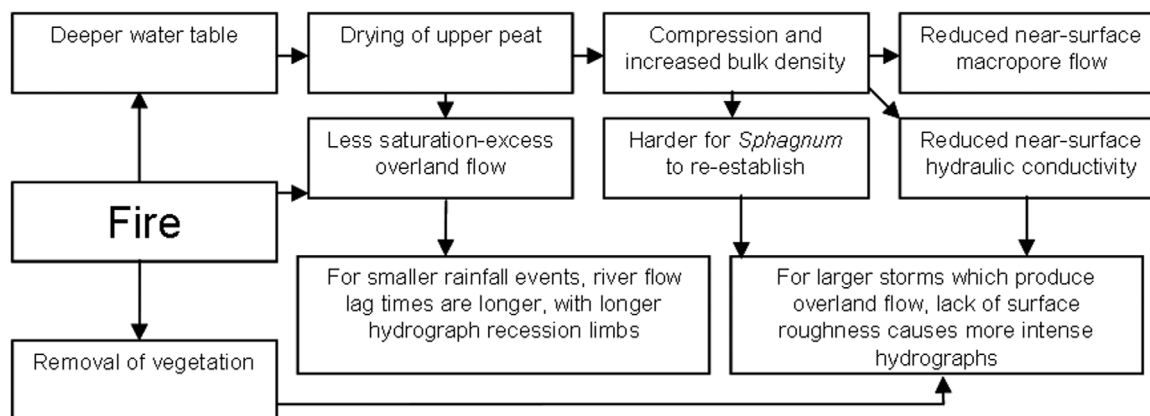 Deeper water table
Drying of upper peat
Compression and
increased bulk density
Reduced near-surface
macropore flow
Less saturation-excess
overland flow
Harder for Sphagnum
to re-establish
Reduced near-surface
hydraulic conductivity
Fire
For smaller rainfall events, river flow
lag times are longer, with longer
hydrograph recession limbs
For larger storms which produce
overland flow, lack of surface
roughness causes more intense
hydrographs
Removal of vegetation